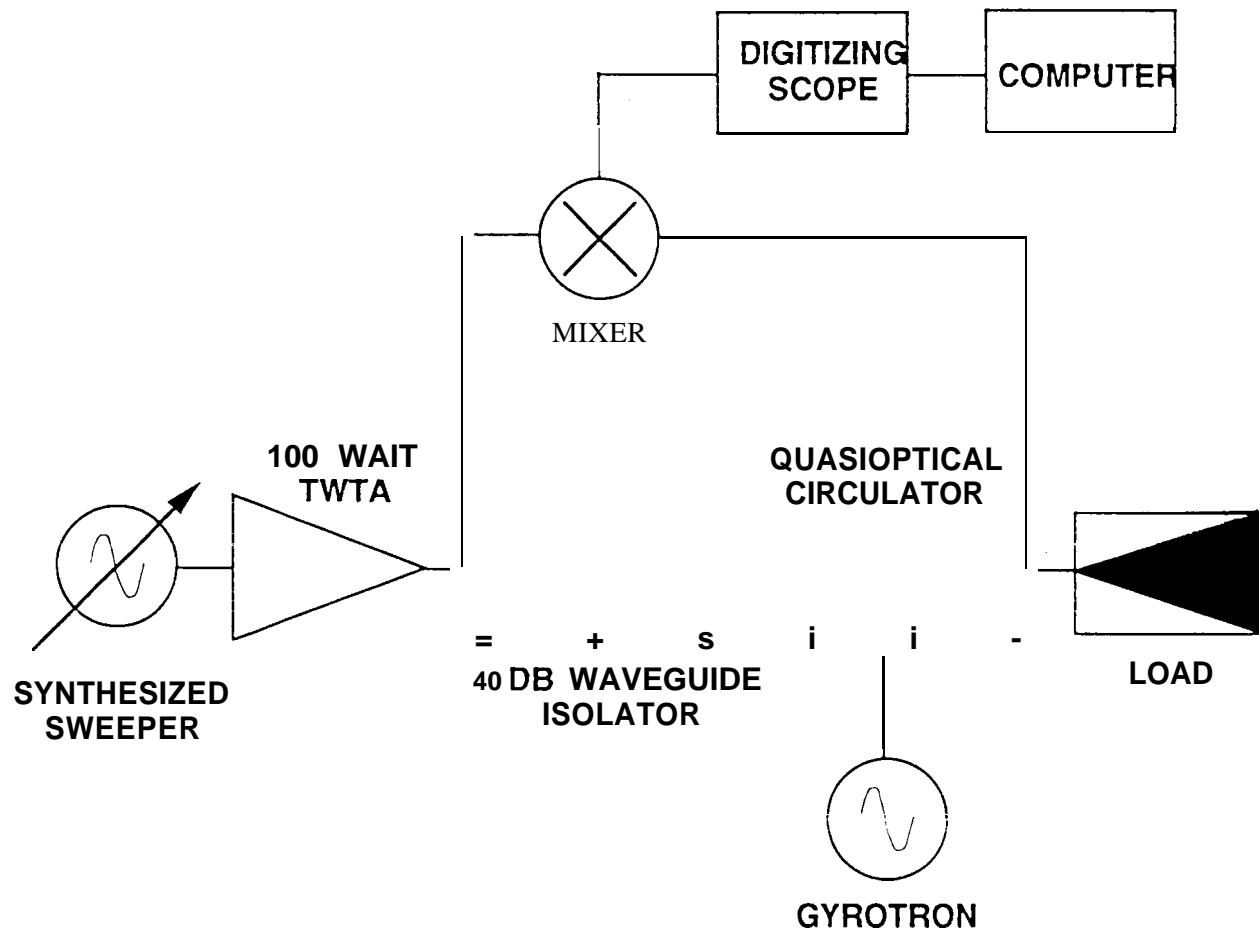 DIGITIZING
SCOPE
COMPUTER
MIXER
100 WAIT
TWTA
QUASIOPTICAL
CIRCULATOR
= + s i i -
40 DB WAVEGUIDE
ISOLATOR
SYNTHESIZED
SWEEPER
LOAD
GYROTRON